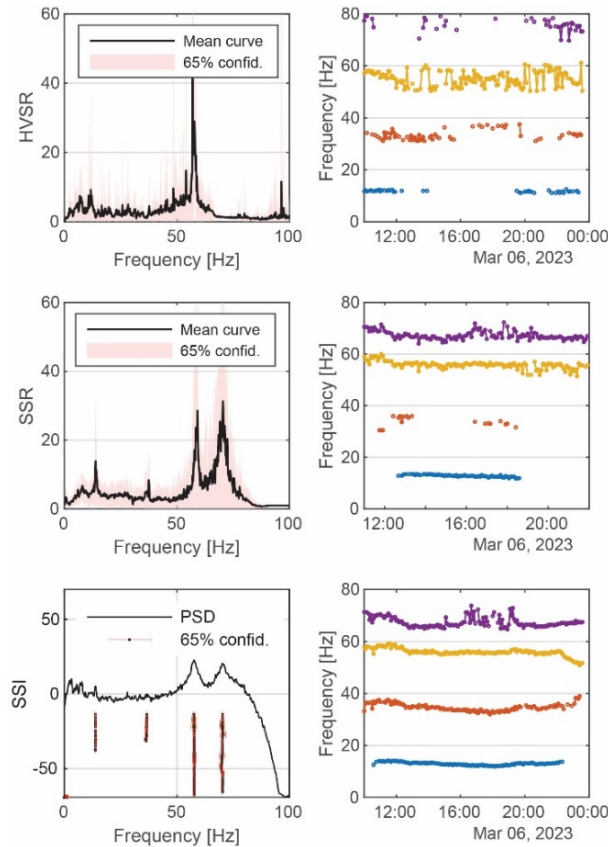 60
40
20
0
HVSR
Mean curve
65% confid.
0
50
100
Frequency [Hz]
80
60
40
20
0
Frequency [Hz]
12:00
16:00
20:00
00:00
Mar 06, 2023
60
40
20
0
SSR
Mean curve
65% confid.
0
50
100
Frequency [Hz]
80
60
40
20
0
Frequency [Hz]
12:00
16:00
20:00
Mar 06, 2023
50
0
-50
SSI
PSD
65% confid.
0
50
100
Frequency [Hz]
80
60
40
20
0
Frequency [Hz]
12:00
16:00
20:00
00:00
Mar 06, 2023